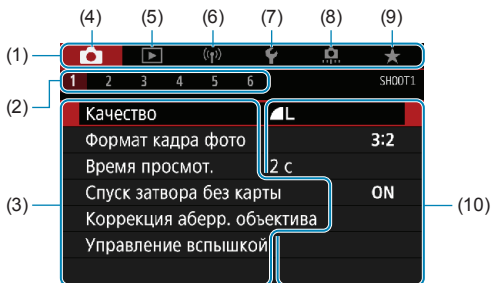 (4) (5) (6) (7) (8) (9)
(1)
(2) 1 2 3 4 5 6 SHOOT1
Качество L
Формат кадра фото 3:2
Время просмот. 2 с
(3) Спуск затвора без карты ON (10)
Коррекция аберр. объектива
Управление вспышкой